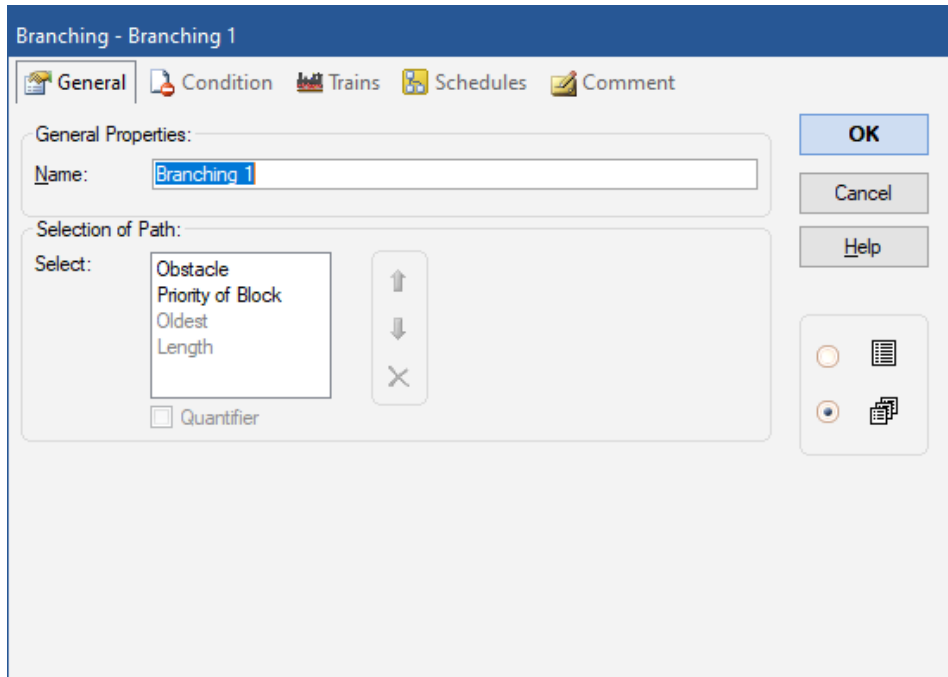 Branching - Branching 1
General Condition Trains Schedules Comment
General Properties:
Name: Branching 1
OK
Cancel
Help
Selection of Path:
Select:
Obstacle
Priority of Block
Oldest
Length
Quantifier